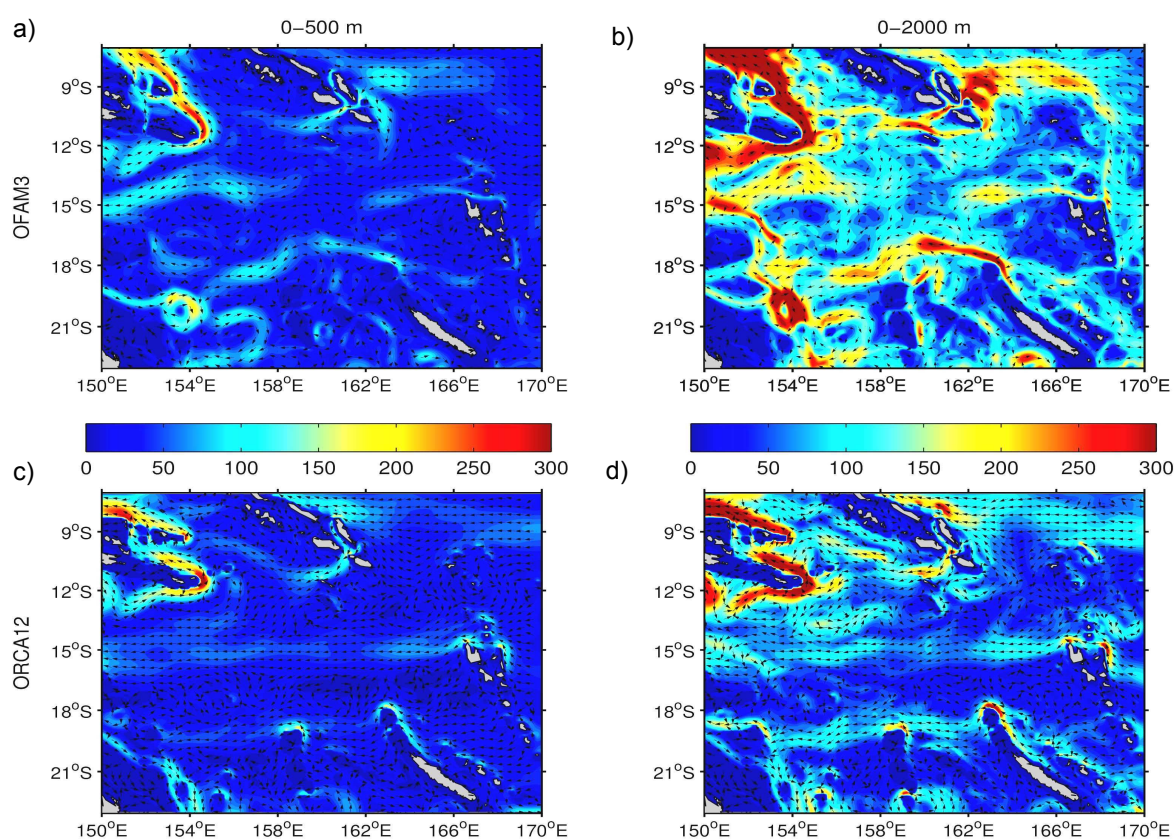 a) 0−500 m b) 0−2000 m
9°S 9°S
12°S 12°S
OFAM3
15°S 15°S
18°S 18°S
21°S 21°S
150°E 154°E 158°E 162°E 166°E 170°E 150°E 154°E 158°E 162°E 166°E 170°E
0 50 100 150 200 250 300 0 50 100 150 200 250 300
c) d)
9°S 9°S
12°S 12°S
ORCA12
15°S 15°S
18°S 18°S
21°S 21°S
150°E 154°E 158°E 162°E 166°E 170°E 150°E 154°E 158°E 162°E 166°E 170°E